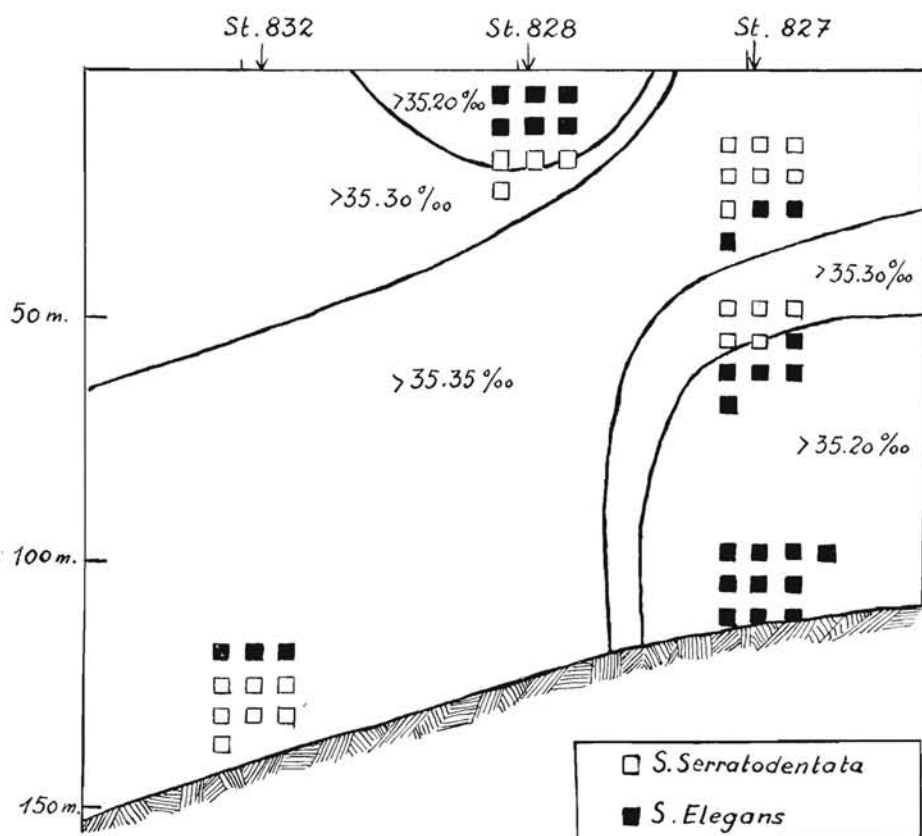 St. 832 St. 828 St. 827
>35.20‰
>35.30‰
>35.30‰
50 m.
>35.35‰
>35.20‰
100 m.
150 m.
S. Serratodentata
S. Elegans